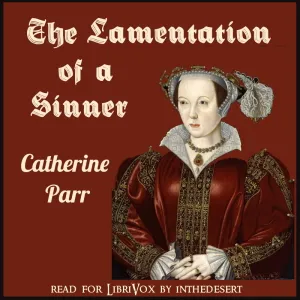 The Lamentation
of a
Sinner
Catherine
Parr
READ FOR LIBRIVOX BY INTHEDESERT